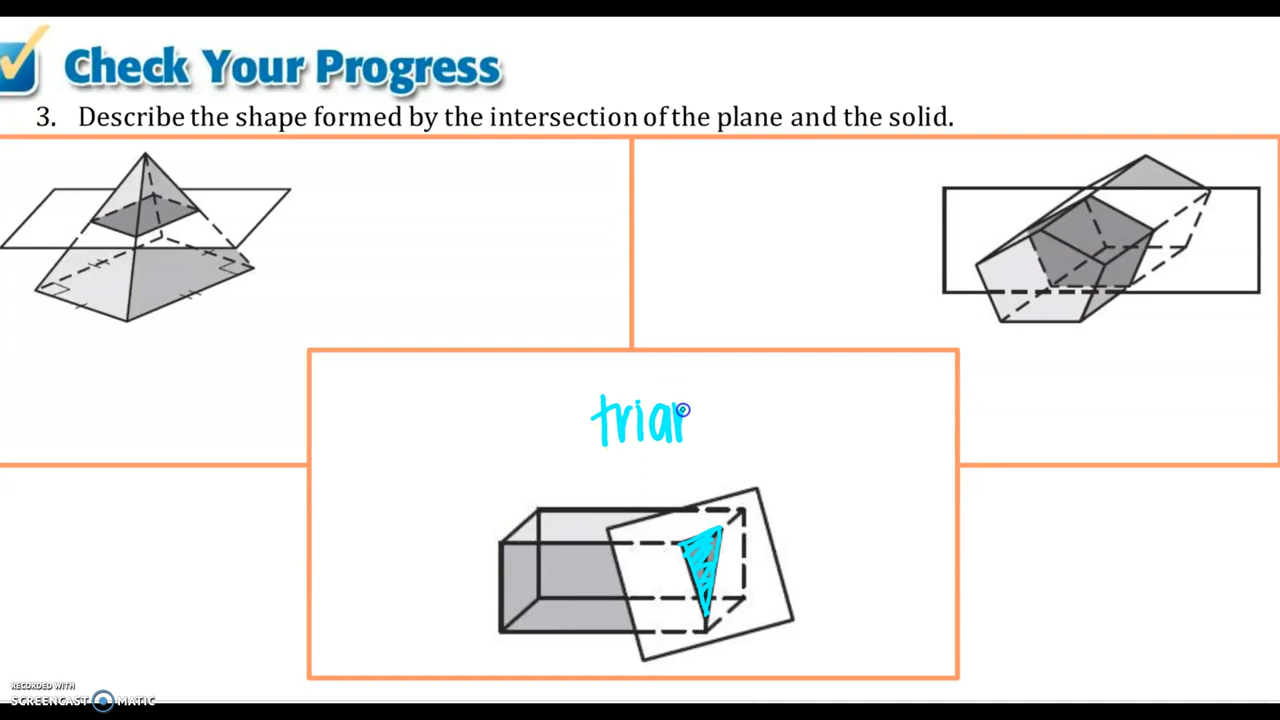 Check Your Progress
3. Describe the shape formed by the intersection of the plane and the solid.
triar
RECORDED WITH
SCREENCAST MATIC